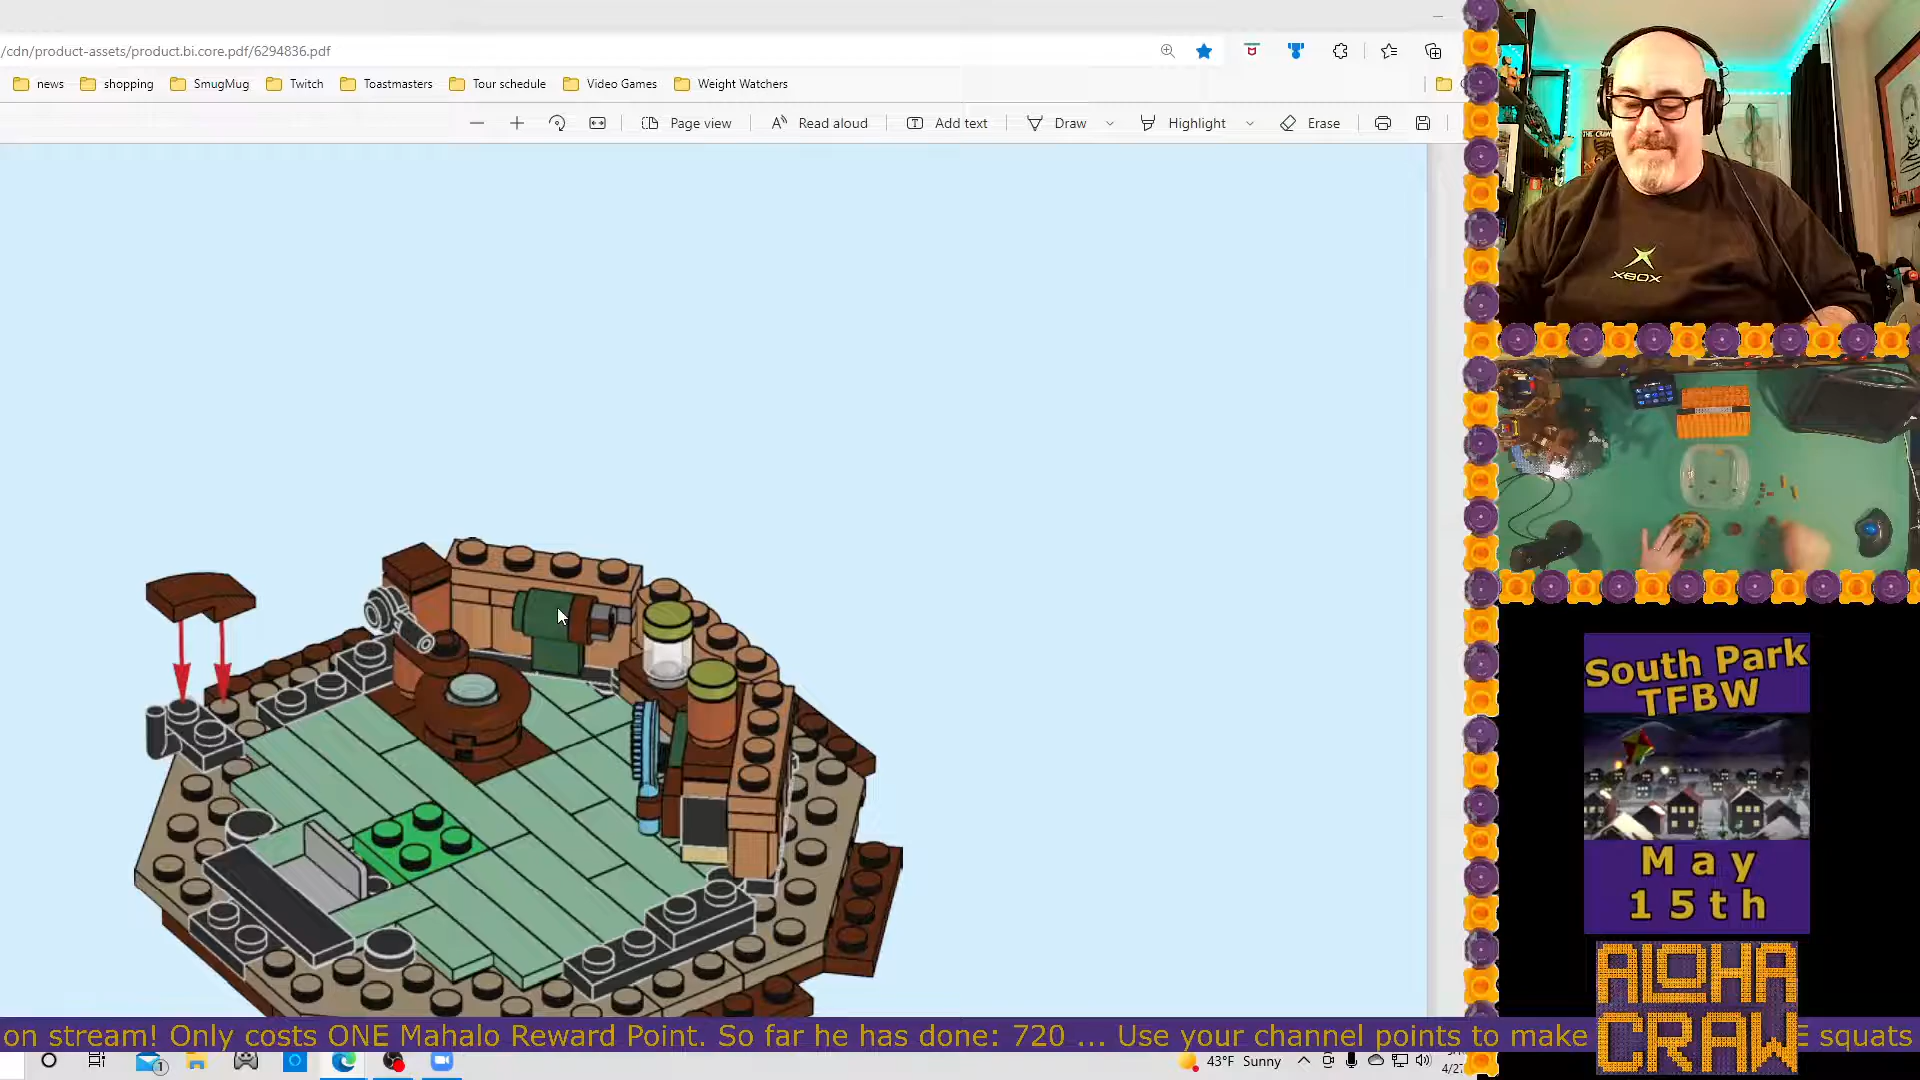 /cdn/product-assets/product.bi.core.pdf/6294836.pdf
news shopping SmugMug Twitch Toastmasters Tour schedule Video Games Weight Watchers
Page view Read aloud Add text Draw Highlight Erase
XBOX
South Park
TFBW
May
15th
ALOHA
CRAW
on stream! Only costs ONE Mahalo Reward Point. So far he has done: 720 ... Use your channel points to make
E squats
1
43°F Sunny
4/27